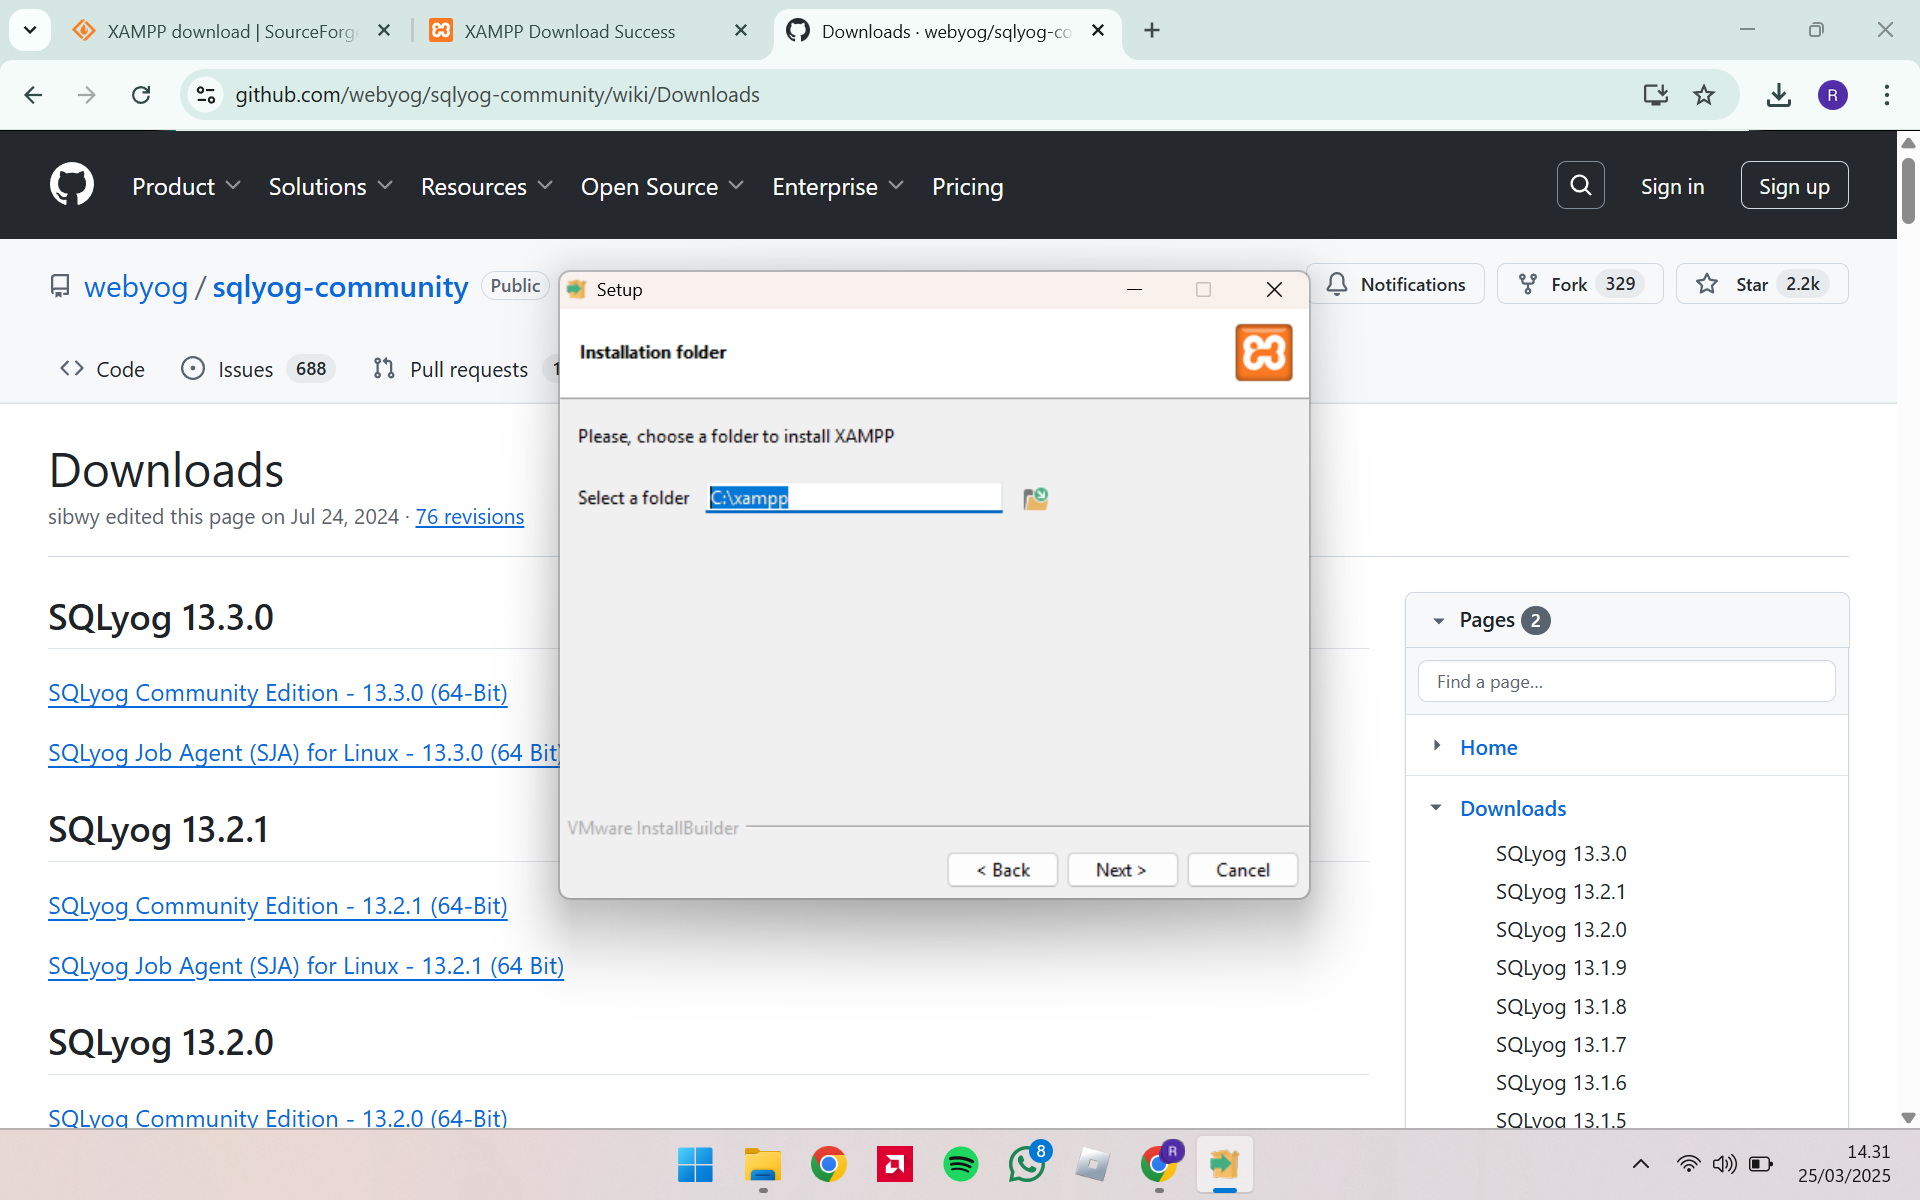 XAMPP download | SourceForge
XAMPP Download Success
Downloads · webyog/sqlyog-co
github.com/webyog/sqlyog-community/wiki/Downloads
R
Product
Solutions
Resources
Open Source
Enterprise
Pricing
Sign in
Sign up
webyog / sqlyog-community
Public
Notifications
Fork 329
Star 2.2k
Code
Issues 688
Pull requests 1
Setup
Installation folder
Please, choose a folder to install XAMPP
Select a folder
C:\xampp
VMware InstallBuilder
< Back
Next >
Cancel
Downloads
sibwy edited this page on Jul 24, 2024 · 76 revisions
SQLyog 13.3.0
SQLyog Community Edition - 13.3.0 (64-Bit)
SQLyog Job Agent (SJA) for Linux - 13.3.0 (64 Bit)
SQLyog 13.2.1
SQLyog Community Edition - 13.2.1 (64-Bit)
SQLyog Job Agent (SJA) for Linux - 13.2.1 (64 Bit)
SQLyog 13.2.0
SQLyog Community Edition - 13.2.0 (64-Bit)
Pages 2
Find a page...
Home
Downloads
SQLyog 13.3.0
SQLyog 13.2.1
SQLyog 13.2.0
SQLyog 13.1.9
SQLyog 13.1.8
SQLyog 13.1.7
SQLyog 13.1.6
SQLyog 13.1.5
8
R
14.31
25/03/2025